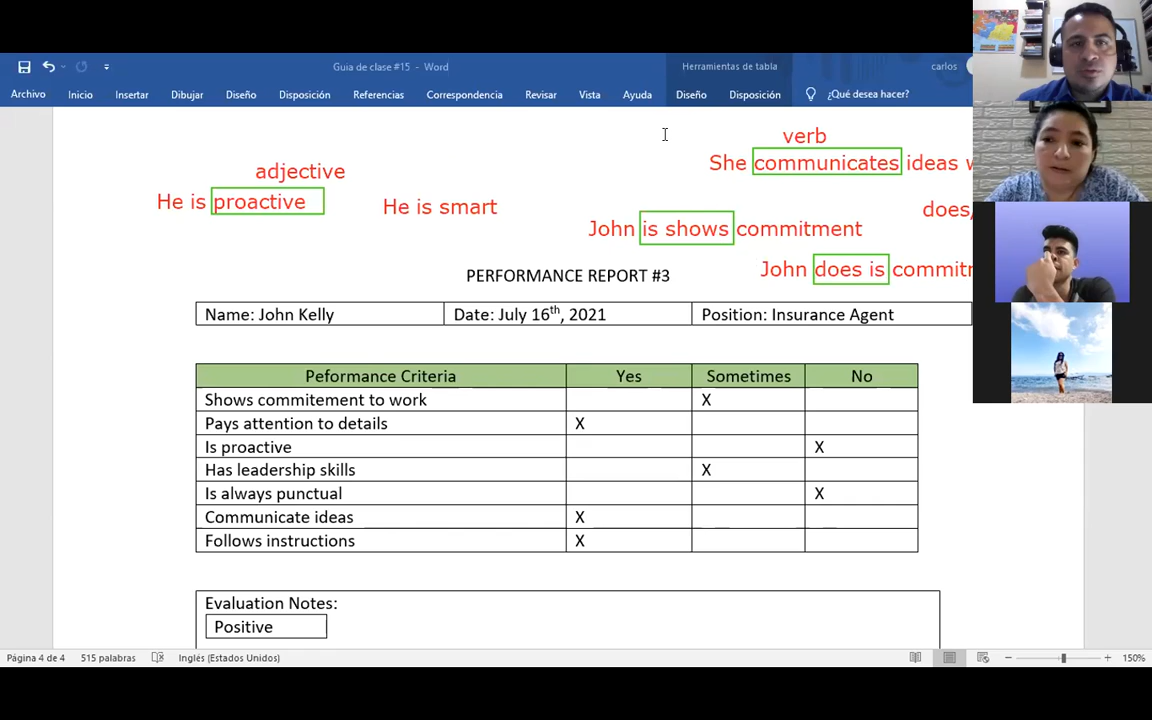 Guia de clase #15 - Word
Herramientas de tabla
carlos
Archivo Inicio Insertar Dibujar Diseño Disposición Referencias Correspondencia Revisar Vista Ayuda Diseño Disposición ¿Qué desea hacer?
verb
She communicates ideas
adjective
He is proactive
He is smart
does,
John is shows commitment
John does is commitm
PERFORMANCE REPORT #3
Name: John Kelly Date: July 16th, 2021 Position: Insurance Agent
Peformance Criteria Yes Sometimes No
Shows commitement to work X
Pays attention to details X
Is proactive X
Has leadership skills X
Is always punctual X
Communicate ideas X
Follows instructions X
Evaluation Notes:
Positive
Página 4 de 4 515 palabras Inglés (Estados Unidos) 150%